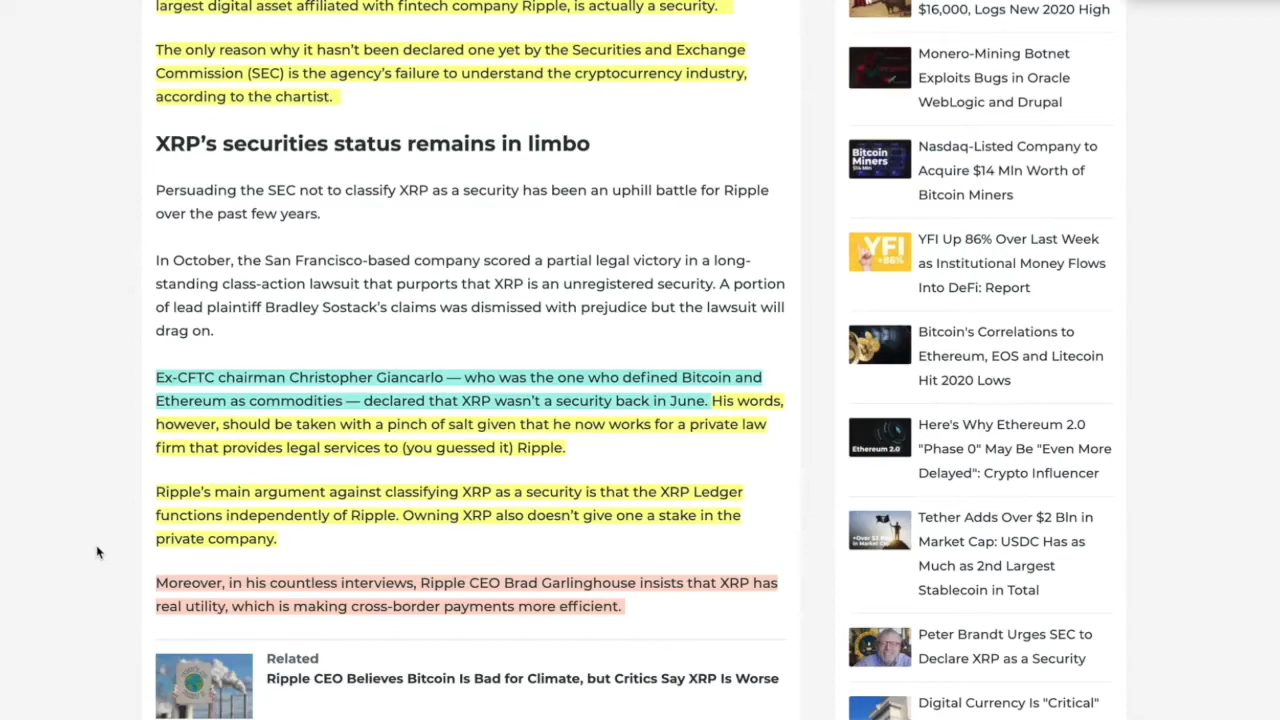 largest digital asset affiliated with fintech company Ripple, is actually a security.
The only reason why it hasn't been declared one yet by the Securities and Exchange
Commission (SEC) is the agency's failure to understand the cryptocurrency industry,
according to the chartist.
XRP's securities status remains in limbo
Persuading the SEC not to classify XRP as a security has been an uphill battle for Ripple
over the past few years.
In October, the San Francisco-based company scored a partial legal victory in a long-
standing class-action lawsuit that purports that XRP is an unregistered security. A portion
of lead plaintiff Bradley Sostack's claims was dismissed with prejudice but the lawsuit will
drag on.
Ex-CFTC chairman Christopher Giancarlo — who was the one who defined Bitcoin and
Ethereum as commodities — declared that XRP wasn't a security back in June. His words,
however, should be taken with a pinch of salt given that he now works for a private law
firm that provides legal services to (you guessed it) Ripple.
Ripple's main argument against classifying XRP as a security is that the XRP Ledger
functions independently of Ripple. Owning XRP also doesn't give one a stake in the
private company.
Moreover, in his countless interviews, Ripple CEO Brad Garlinghouse insists that XRP has
real utility, which is making cross-border payments more efficient.
Related
Ripple CEO Believes Bitcoin Is Bad for Climate, but Critics Say XRP Is Worse
$16,000, Logs New 2020 High
Monero-Mining Botnet
Exploits Bugs in Oracle
WebLogic and Drupal
Bitcoin
Miners
$14 Mln
Nasdaq-Listed Company to
Acquire $14 Mln Worth of
Bitcoin Miners
YFI
+86%
YFI Up 86% Over Last Week
as Institutional Money Flows
Into DeFi: Report
Bitcoin's Correlations to
Ethereum, EOS and Litecoin
Hit 2020 Lows
Ethereum 2.0
Here's Why Ethereum 2.0
"Phase 0" May Be "Even More
Delayed": Crypto Influencer
Tether Adds Over $2 Bln in
Market Cap: USDC Has as
Much as 2nd Largest
Stablecoin in Total
Peter Brandt Urges SEC to
Declare XRP as a Security
Digital Currency Is "Critical"